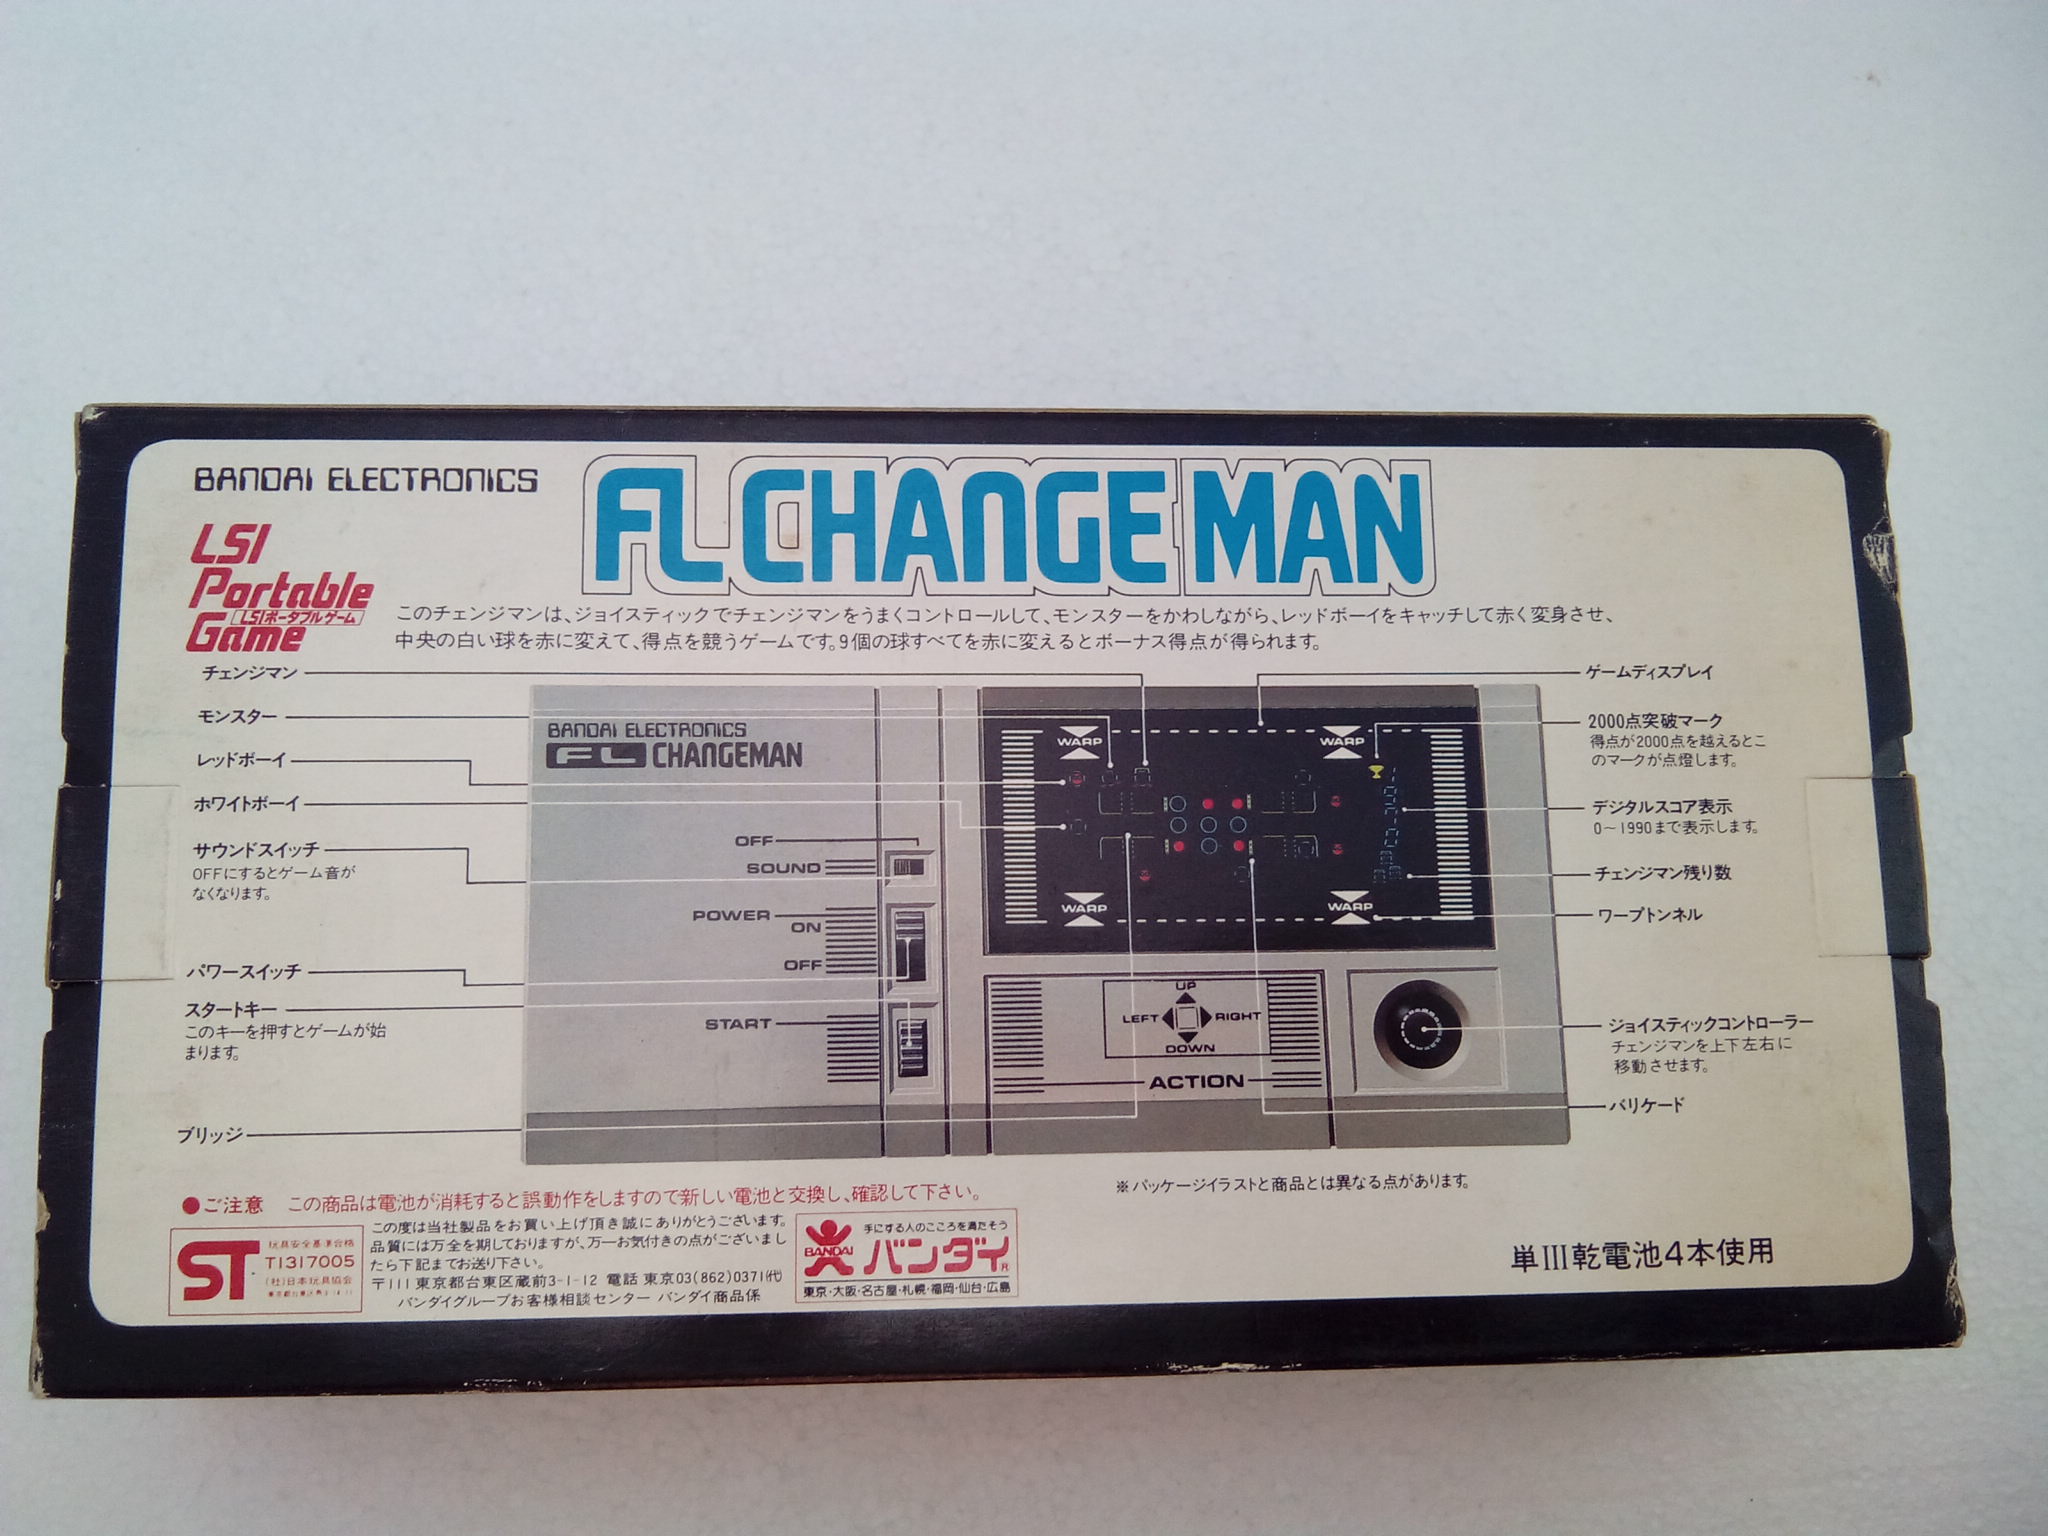 BANDAI ELECTRONICS
FL CHANGE MAN
LSI
Portable
LSIポータブルゲーム
Game
このチェンジマンは、ジョイスティックでチェンジマンをうまくコントロールして、モンスターをかわしながら、レッドボーイをキャッチして赤く変身させ、
中央の白い球を赤に変えて、得点を競うゲームです。9個の球すべてを赤に変えるとボーナス得点が得られます。
チェンジマン
モンスター
レッドボーイ
ホワイトボーイ
サウンドスイッチ
OFFにするとゲーム音が
なくなります。
パワースイッチ
スタートキー
このキーを押すとゲームが始
まります。
ブリッジ
BANDAI ELECTRONICS
FL CHANGEMAN
OFF
SOUND
POWER
ON
OFF
START
WARP
WARP
WARP
WARP
UP
LEFT
RIGHT
DOWN
ACTION
ゲームディスプレイ
2000点突破マーク
得点が2000点を越えるとこ
のマークが点燈します。
デジタルスコア表示
0〜1990まで表示します。
チェンジマン残り数
ワープトンネル
ジョイスティックコントローラー
チェンジマンを上下左右に
移動させます。
バリケード
●ご注意 この商品は電池が消耗すると誤動作をしますので新しい電池と交換し、確認して下さい。
※パッケージイラストと商品とは異なる点があります。
ST
玩具安全基準合格
T1317005
(社)日本玩具協会
この度は当社製品をお買い上げ頂き誠にありがとうございます。
品質には万全を期しておりますが、万一お気付きの点がございまし
たら下記までお送り下さい。
〒111 東京都台東区蔵前3-1-12 電話 東京03(862)0371(代)
バンダイグループお客様相談センター バンダイ商品係
手にする人のこころを満たそう
BANDAI
バンダイ®
東京・大阪・名古屋・札幌・福岡・仙台・広島
単III乾電池4本使用